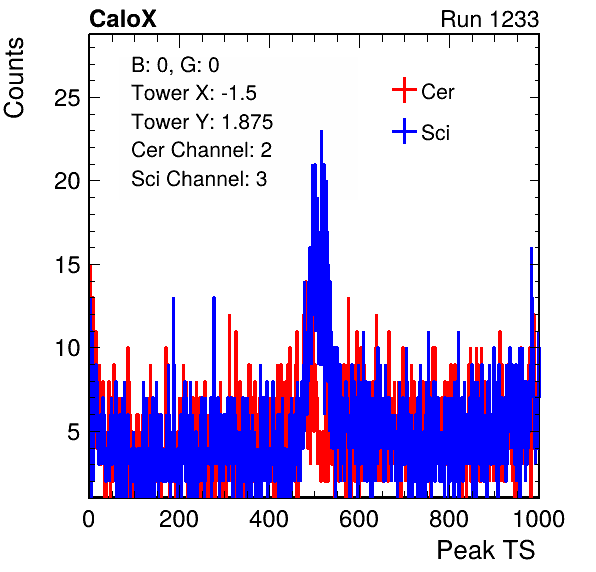 CaloX Run 1233
Counts
B: 0, G: 0
Tower X: -1.5
Tower Y: 1.875
Cer Channel: 2
Sci Channel: 3
Cer
Sci
25
20
15
10
5
0 200 400 600 800 1000
Peak TS